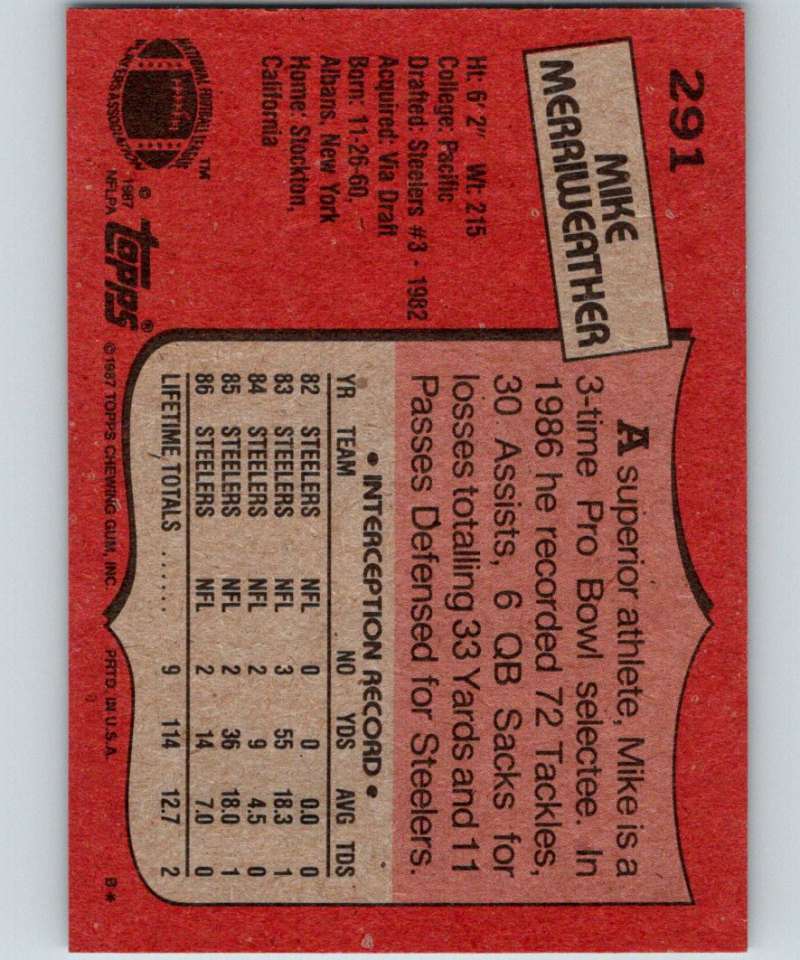 291
MIKE
MERRIWEATHER
Ht: 6'2" Wt: 215
College: Pacific
Drafted: Steelers #3 - 1982
Acquired: Via Draft
Born: 11-26-60,
Albans, New York
Home: Stockton,
California
NATIONAL FOOTBALL LEAGUE
PLAYERS ASSOCIATION
TM
© 1987
NFLPA
topps®
A superior athlete, Mike is a
3-time Pro Bowl selectee. In
1986 he recorded 72 Tackles,
30 Assists, 6 QB Sacks for
losses totalling 33 Yards and 11
Passes Defensed for Steelers.
• INTERCEPTION RECORD •
YR TEAM NO YDS AVG TDS
82 STEELERS NFL 0 0 0.0 0
83 STEELERS NFL 3 55 18.3 1
84 STEELERS NFL 2 9 4.5 0
85 STEELERS NFL 2 36 18.0 1
86 STEELERS NFL 2 14 7.0 0
LIFETIME TOTALS ...... 9 114 12.7 2
© 1987 TOPPS CHEWING GUM, INC. PRTD. IN U.S.A. B*